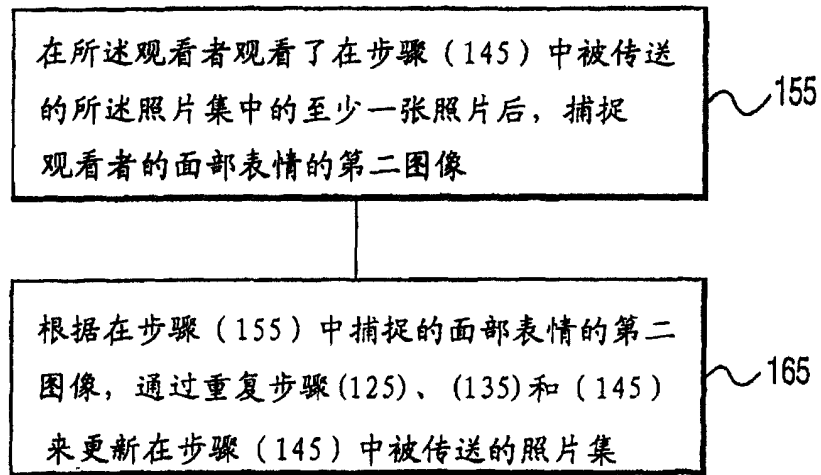 在所述观看者观看了在步骤（145）中被传送
的所述照片集中的至少一张照片后，捕捉
观看者的面部表情的第二图像
155
根据在步骤（155）中捕捉的面部表情的第二
图像，通过重复步骤(125)、(135)和（145）
来更新在步骤（145）中被传送的照片集
165